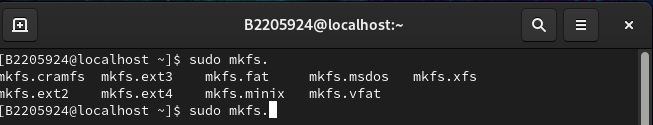 B2205924@localhost:~
[B2205924@localhost ~]$ sudo mkfs.
mkfs.cramfs mkfs.ext3 mkfs.fat mkfs.msdos mkfs.xfs
mkfs.ext2 mkfs.ext4 mkfs.minix mkfs.vfat
[B2205924@localhost ~]$ sudo mkfs.